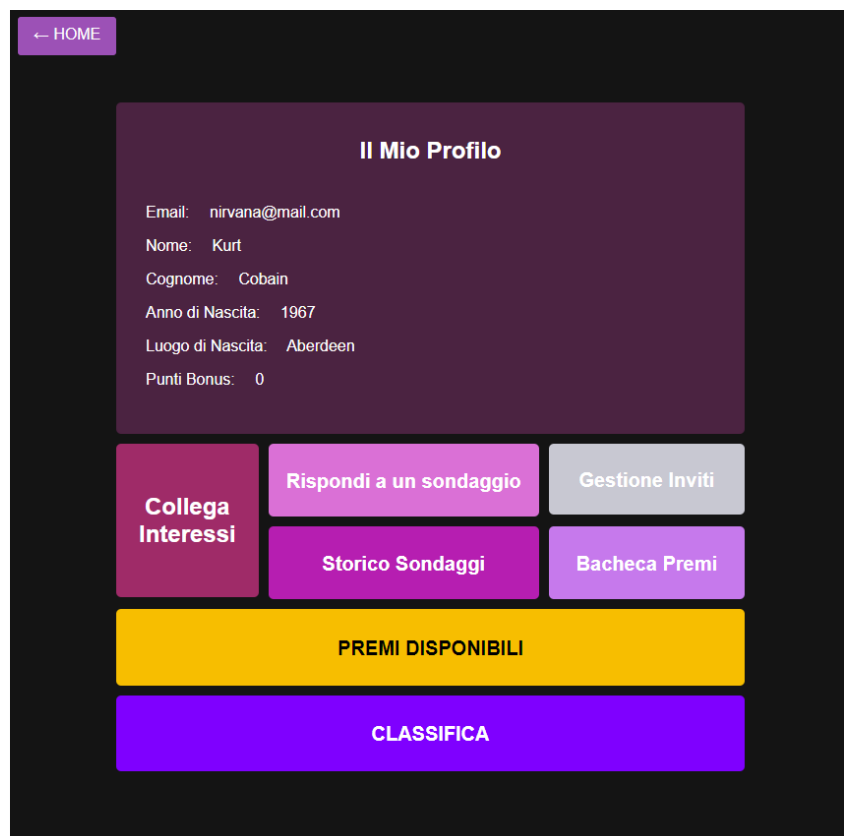 ← HOME
Il Mio Profilo
Email: nirvana@mail.com
Nome: Kurt
Cognome: Cobain
Anno di Nascita: 1967
Luogo di Nascita: Aberdeen
Punti Bonus: 0
Collega
Interessi
Rispondi a un sondaggio
Gestione Inviti
Storico Sondaggi
Bacheca Premi
PREMI DISPONIBILI
CLASSIFICA